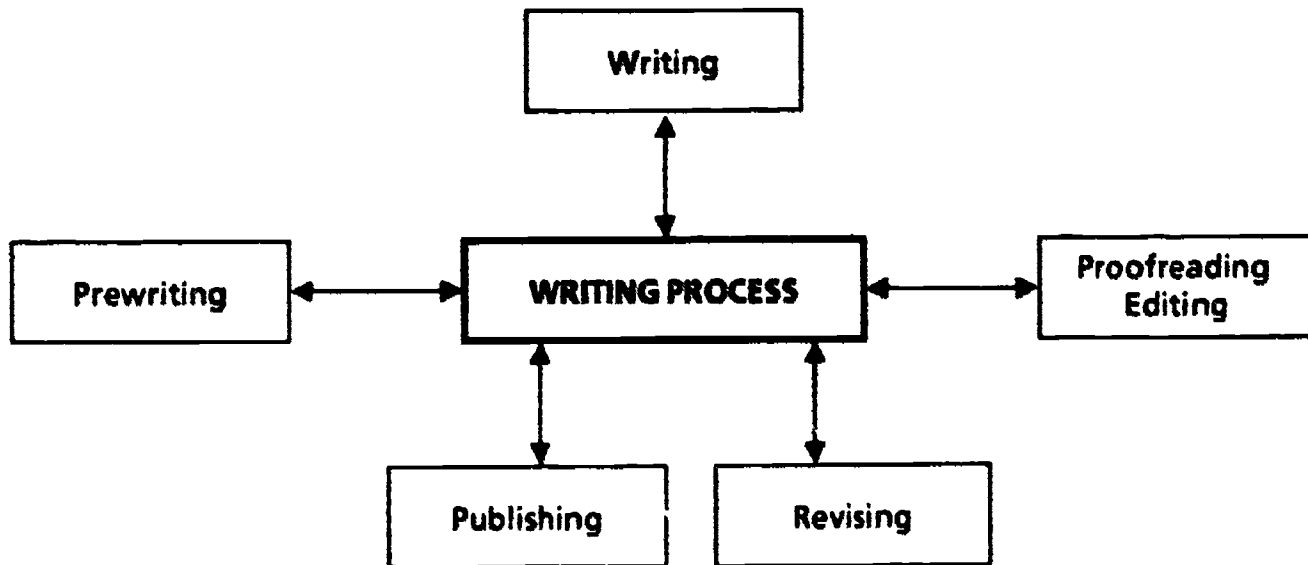 Writing
Prewriting
WRITING PROCESS
Proofreading
Editing
Publishing
Revising